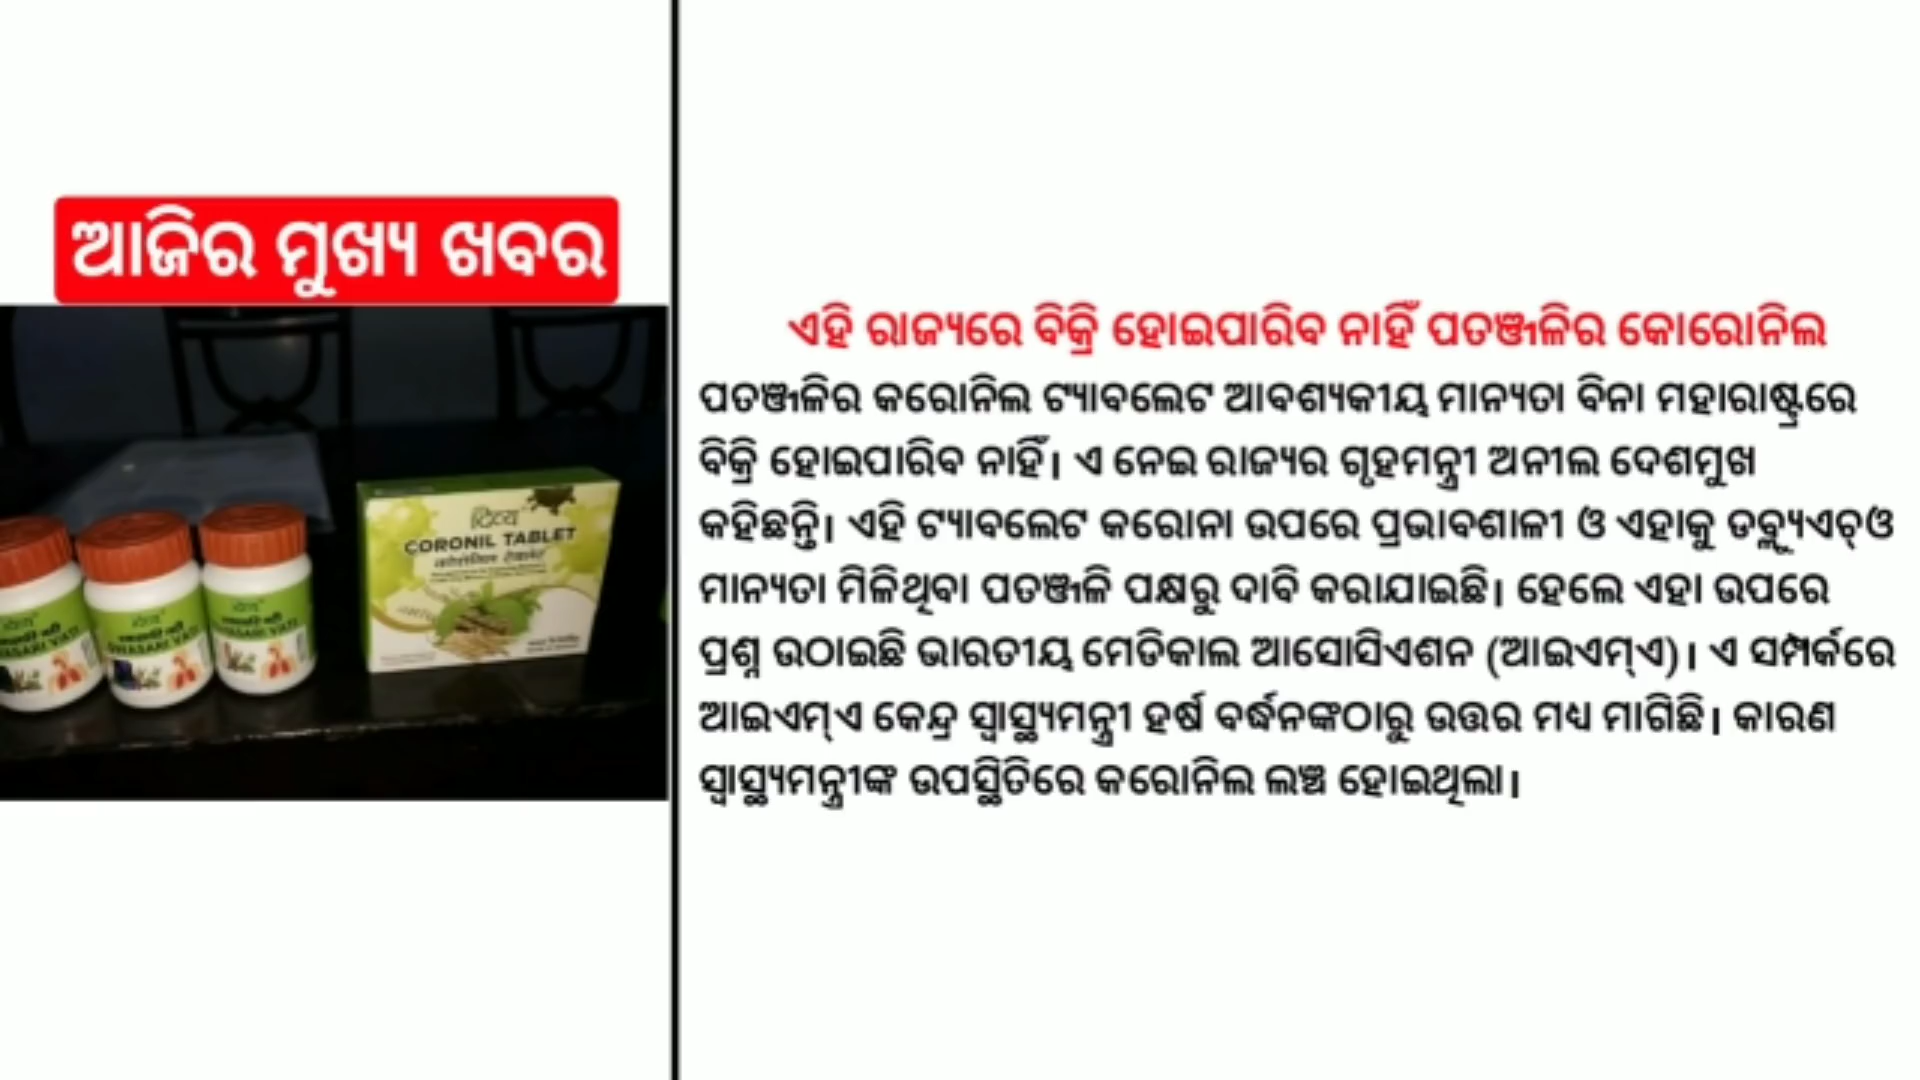 ଆଜିର ମୁଖ୍ୟ ଖବର
ଏହି ରାଜ୍ୟରେ ବିକ୍ରି ହୋଇପାରିବ ନାହିଁ ପତଞ୍ଜଳିର କୋରୋନିଲ
ପତଞ୍ଜଳିର କରୋନିଲ ଟ୍ୟାବଲେଟ ଆବଶ୍ୟକୀୟ ମାନ୍ୟତା ବିନା ମହାରାଷ୍ଟ୍ରରେ
ବିକ୍ରି ହୋଇପାରିବ ନାହିଁ। ଏ ନେଇ ରାଜ୍ୟର ଗୃହମନ୍ତ୍ରୀ ଅନୀଲ ଦେଶମୁଖ
କହିଛନ୍ତି। ଏହି ଟ୍ୟାବଲେଟ କରୋନା ଉପରେ ପ୍ରଭାବଶାଳୀ ଓ ଏହାକୁ ଡବ୍ଲ୍ୟୁଏଚ୍ଓ
ମାନ୍ୟତା ମିଳିଥିବା ପତଞ୍ଜଳି ପକ୍ଷରୁ ଦାବି କରାଯାଇଛି। ହେଲେ ଏହା ଉପରେ
ପ୍ରଶ୍ନ ଉଠାଇଛି ଭାରତୀୟ ମେଡିକାଲ ଆସୋସିଏଶନ (ଆଇଏମ୍ଏ)। ଏ ସମ୍ପର୍କରେ
ଆଇଏମ୍ଏ କେନ୍ଦ୍ର ସ୍ୱାସ୍ଥ୍ୟମନ୍ତ୍ରୀ ହର୍ଷ ବର୍ଦ୍ଧନଙ୍କଠାରୁ ଉତ୍ତର ମଧ୍ୟ ମାଗିଛି। କାରଣ
ସ୍ୱାସ୍ଥ୍ୟମନ୍ତ୍ରୀଙ୍କ ଉପସ୍ଥିତିରେ କରୋନିଲ ଲଞ୍ଚ ହୋଇଥିଲା।
दिव्य
CORONIL TABLET